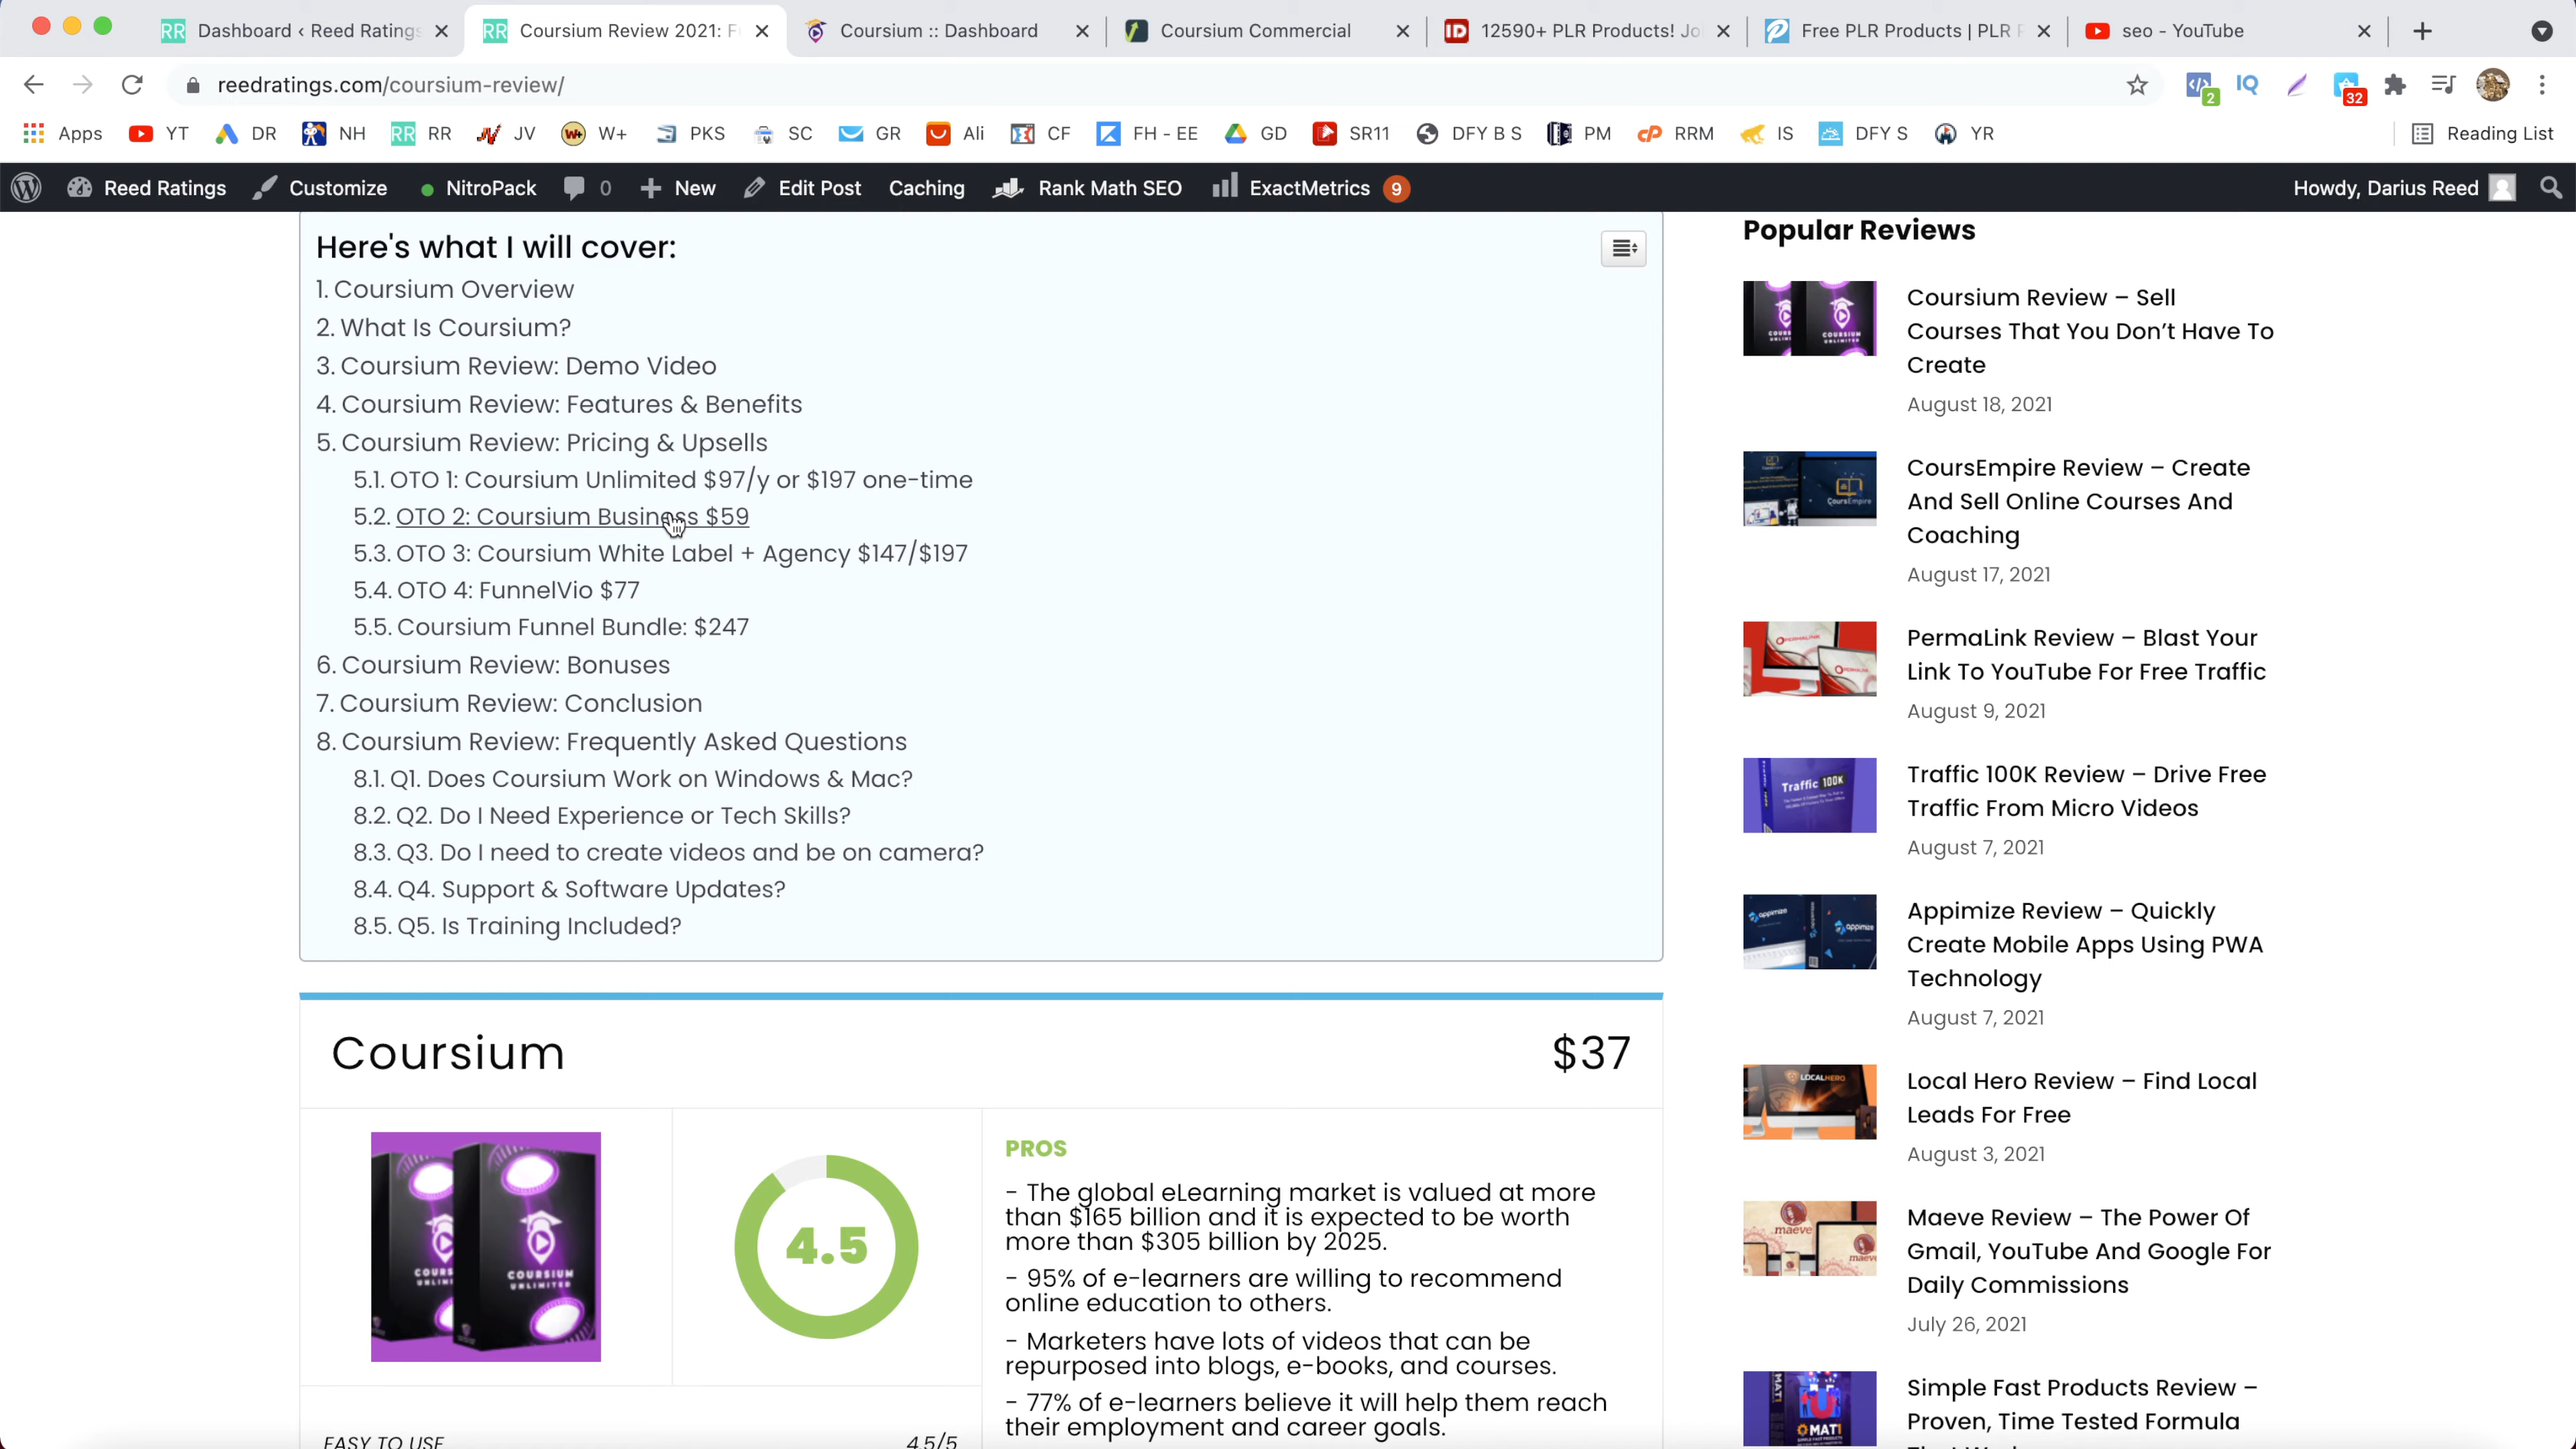 Dashboard ‹ Reed Ratings
Coursium Review 2021: F
Coursium :: Dashboard
Coursium Commercial
12590+ PLR Products! Jo
Free PLR Products | PLR
seo - YouTube
reedratings.com/coursium-review/
IQ
2
32
Apps
YT
DR
NH
RR
RR
JV
W+
PKS
SC
GR
Ali
CF
FH - EE
GD
SR11
DFY B S
PM
RRM
IS
DFY S
YR
Reading List
Reed Ratings
Customize
NitroPack
0
New
Edit Post
Caching
Rank Math SEO
ExactMetrics
9
Howdy, Darius Reed
Here's what I will cover:
1. Coursium Overview
2. What Is Coursium?
3. Coursium Review: Demo Video
4. Coursium Review: Features & Benefits
5. Coursium Review: Pricing & Upsells
5.1. OTO 1: Coursium Unlimited $97/y or $197 one-time
5.2. OTO 2: Coursium Business $59
5.3. OTO 3: Coursium White Label + Agency $147/$197
5.4. OTO 4: FunnelVio $77
5.5. Coursium Funnel Bundle: $247
6. Coursium Review: Bonuses
7. Coursium Review: Conclusion
8. Coursium Review: Frequently Asked Questions
8.1. Q1. Does Coursium Work on Windows & Mac?
8.2. Q2. Do I Need Experience or Tech Skills?
8.3. Q3. Do I need to create videos and be on camera?
8.4. Q4. Support & Software Updates?
8.5. Q5. Is Training Included?
Coursium
$37
COURSIUM
UNLIMITED
4.5
PROS
- The global eLearning market is valued at more
than $165 billion and it is expected to be worth
more than $305 billion by 2025.
- 95% of e-learners are willing to recommend
online education to others.
- Marketers have lots of videos that can be
repurposed into blogs, e-books, and courses.
- 77% of e-learners believe it will help them reach
their employment and career goals.
EASY TO USE
4.5/5
Popular Reviews
Coursium Review – Sell
Courses That You Don’t Have To
Create
August 18, 2021
CoursEmpire Review – Create
And Sell Online Courses And
Coaching
August 17, 2021
PermaLink Review – Blast Your
Link To YouTube For Free Traffic
August 9, 2021
Traffic 100K Review – Drive Free
Traffic From Micro Videos
August 7, 2021
Appimize Review – Quickly
Create Mobile Apps Using PWA
Technology
August 7, 2021
Local Hero Review – Find Local
Leads For Free
August 3, 2021
Maeve Review – The Power Of
Gmail, YouTube And Google For
Daily Commissions
July 26, 2021
Simple Fast Products Review –
Proven, Time Tested Formula